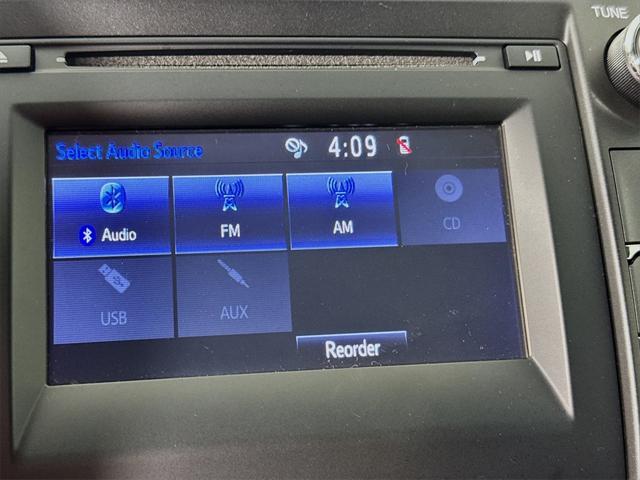 TUNE
Select Audio Source
4:09
Audio
FM
AM
CD
USB
AUX
Reorder